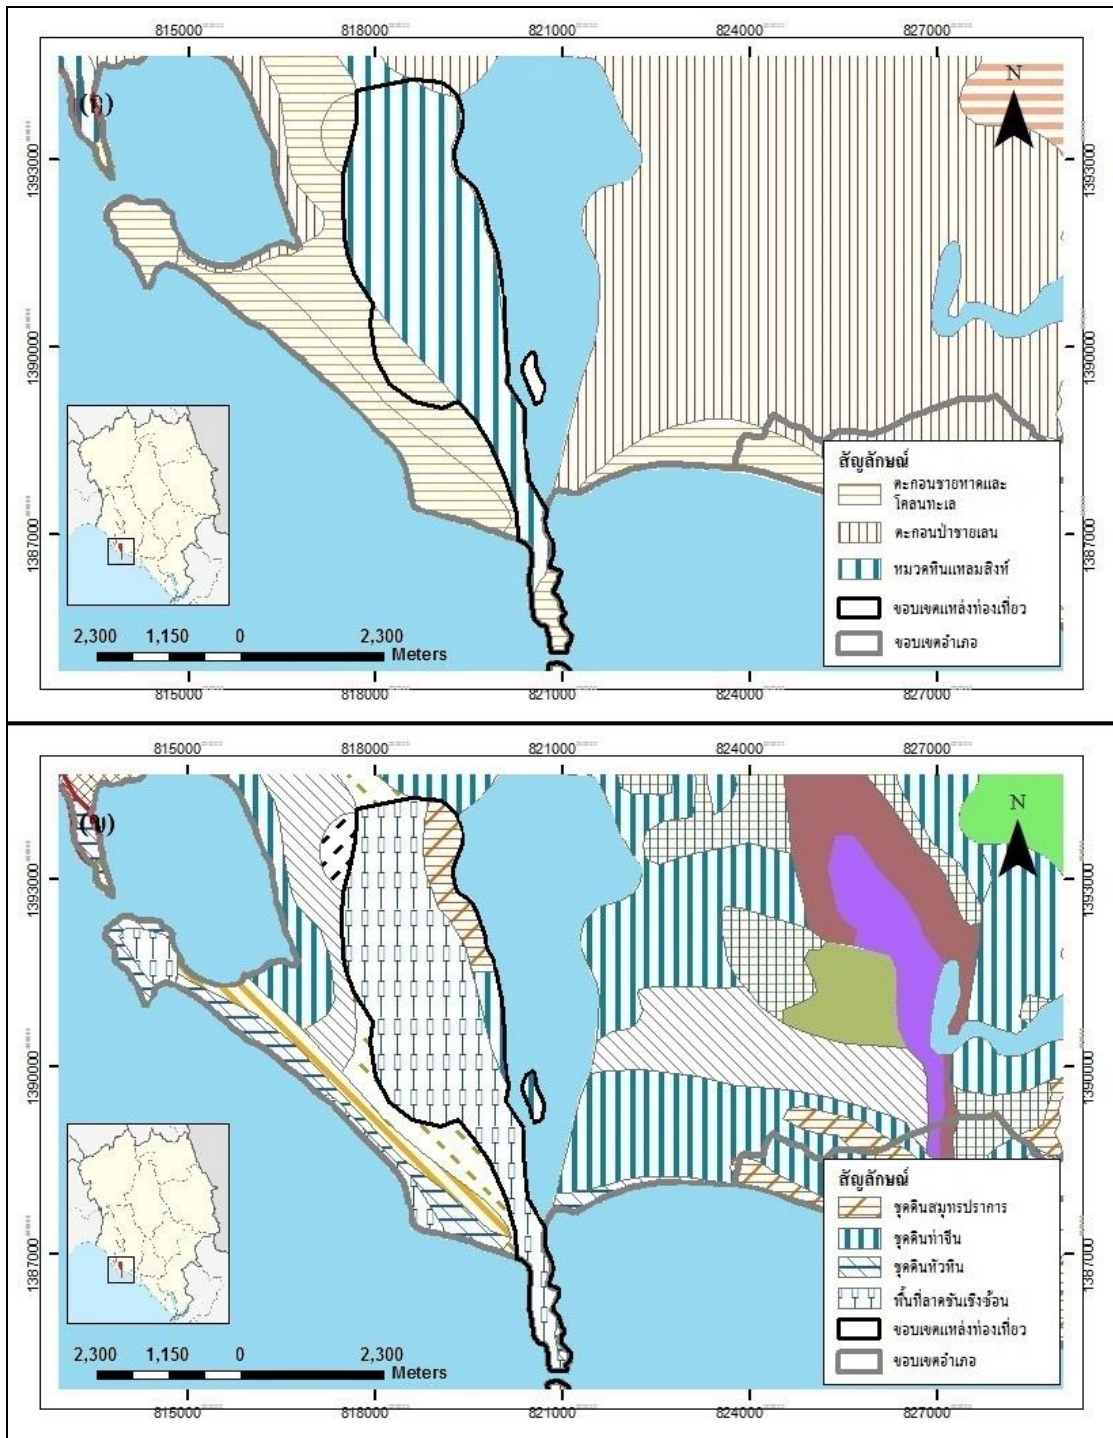 815000 818000 821000 824000 827000
N
1393000 1393000
1390000 1390000
1387000 1387000
สัญลักษณ์
ตะกอนชายหาดและ
โคลนทะเล
ตะกอนป่าชายเลน
หมวดหินแหลมสิงห์
ขอบเขตแหล่งท่องเที่ยว
ขอบเขตอำเภอ
2,300 1,150 0 2,300
Meters
815000 818000 821000 824000 827000
815000 818000 821000 824000 827000
(ข)
N
1393000 1393000
1390000 1390000
1387000 1387000
สัญลักษณ์
ชุดดินสมุทรปราการ
ชุดดินท่าจีน
ชุดดินหัวหิน
พื้นที่ลาดชันเชิงซ้อน
ขอบเขตแหล่งท่องเที่ยว
ขอบเขตอำเภอ
2,300 1,150 0 2,300
Meters
815000 818000 821000 824000 827000